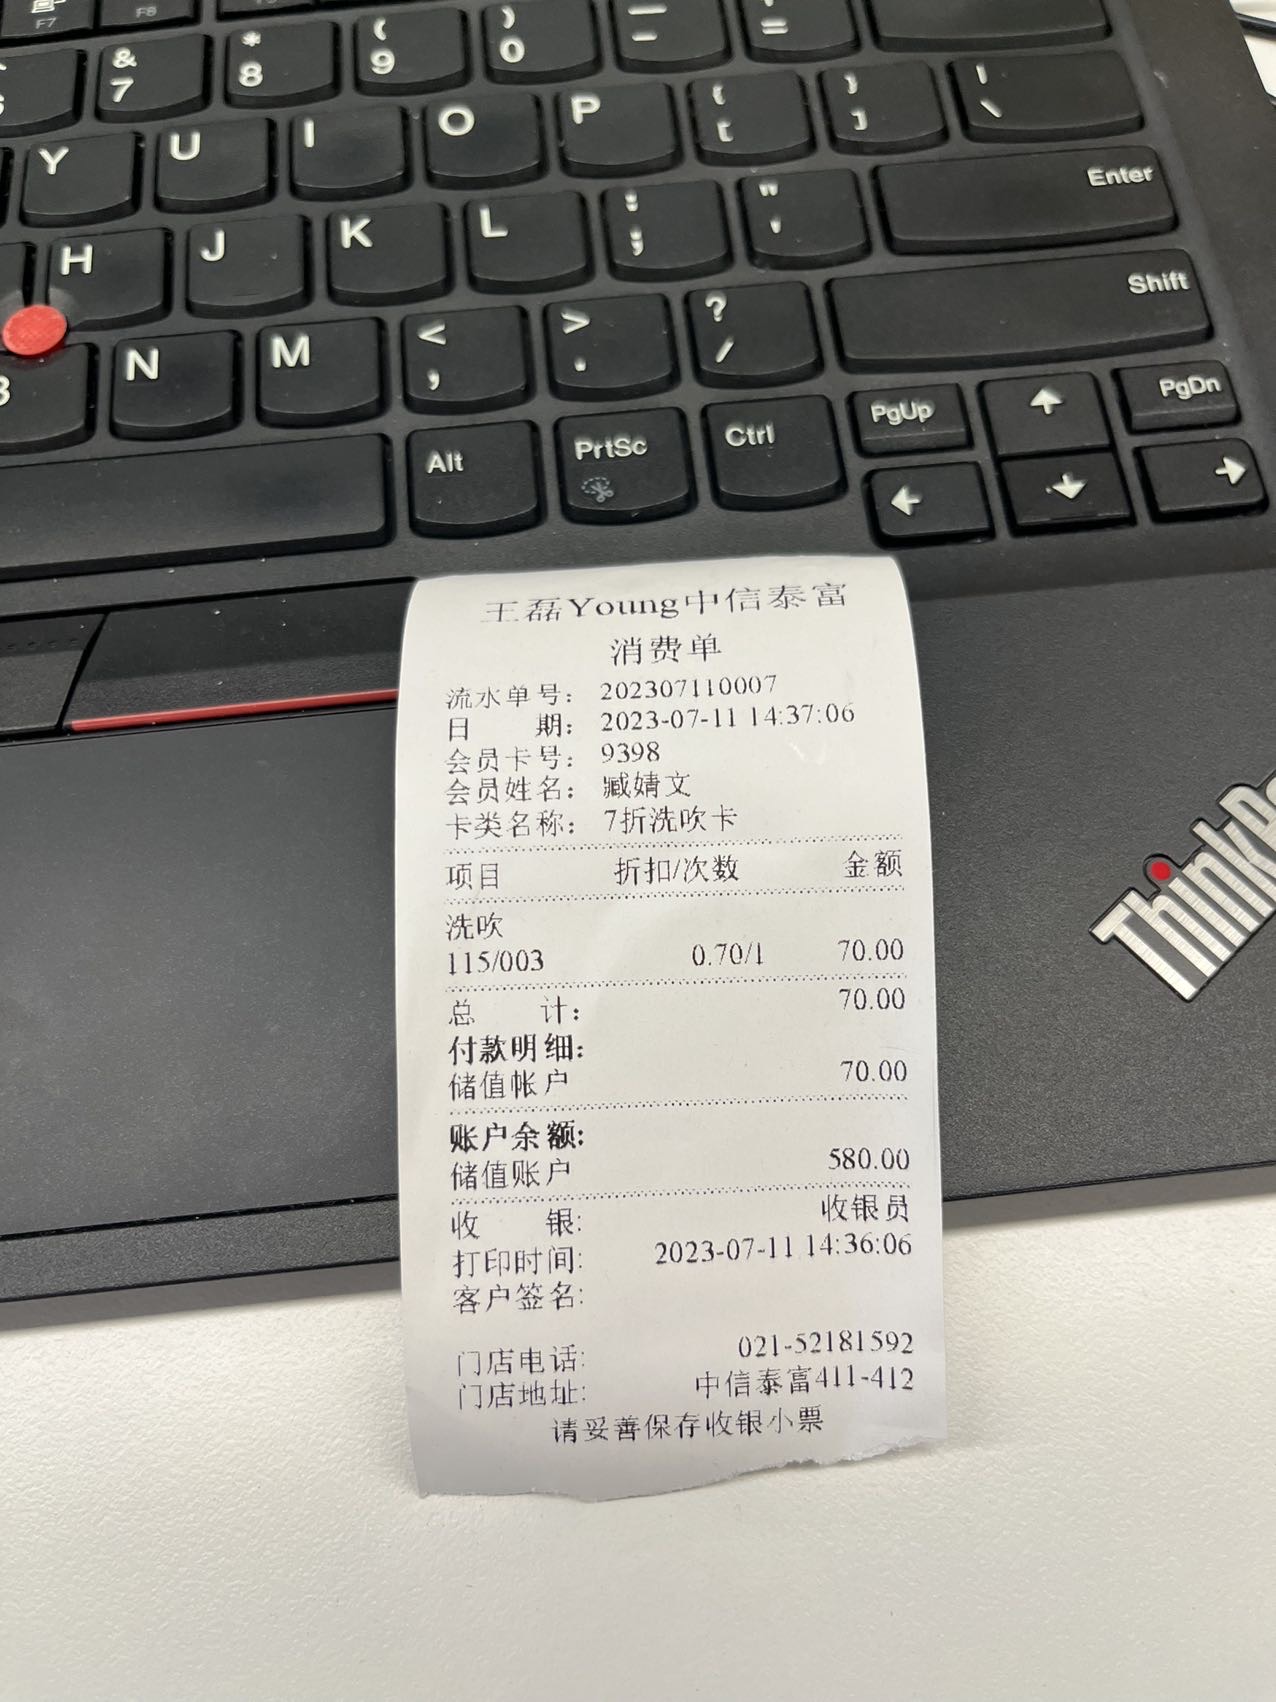 F7 F8
& 7 * 8 ( 9 ) 0 — - + =
Y U I O P { [ } ] | \
Enter
H J K L : ; " '
Shift
N M < , > . ? /
PgUp PgDn
Alt PrtSc Ctrl
王磊Young中信泰富
消费单
流水单号： 202307110007
日 期： 2023-07-11 14:37:06
会员卡号： 9398
会员姓名： 臧婧文
卡类名称： 7折洗吹卡
项目 折扣/次数 金额
洗吹
115/003 0.70/1 70.00
总 计： 70.00
付款明细:
储值帐户 70.00
账户余额:
储值账户 580.00
收 银: 收银员
打印时间: 2023-07-11 14:36:06
客户签名:
门店电话: 021-52181592
门店地址: 中信泰富411-412
请妥善保存收银小票
ThinkPa